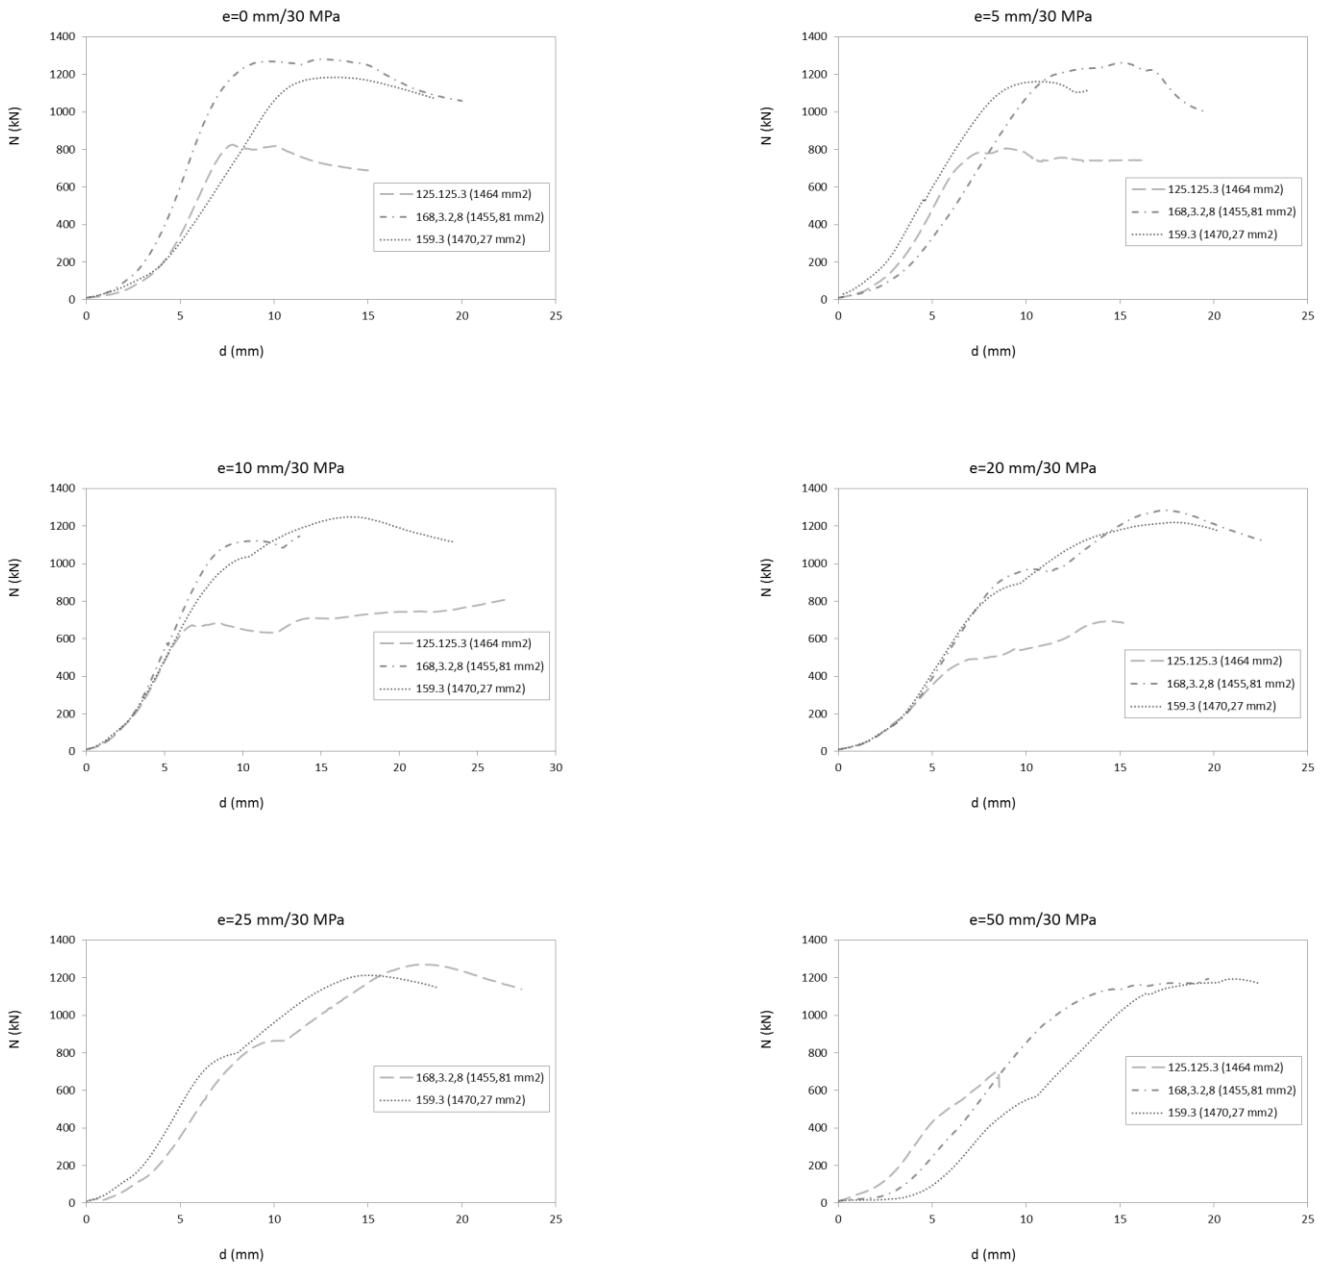 e=0 mm/30 MPa
N (kN)
1400
1200
1000
800
600
400
200
0
125.125.3 (1464 mm2)
168,3.2,8 (1455,81 mm2)
159.3 (1470,27 mm2)
0 5 10 15 20 25
d (mm)
e=5 mm/30 MPa
N (kN)
1400
1200
1000
800
600
400
200
0
125.125.3 (1464 mm2)
168,3.2,8 (1455,81 mm2)
159.3 (1470,27 mm2)
0 5 10 15 20 25
d (mm)
e=10 mm/30 MPa
N (kN)
1400
1200
1000
800
600
400
200
0
125.125.3 (1464 mm2)
168,3.2,8 (1455,81 mm2)
159.3 (1470,27 mm2)
0 5 10 15 20 25 30
d (mm)
e=20 mm/30 MPa
N (kN)
1400
1200
1000
800
600
400
200
0
125.125.3 (1464 mm2)
168,3.2,8 (1455,81 mm2)
159.3 (1470,27 mm2)
0 5 10 15 20 25
d (mm)
e=25 mm/30 MPa
N (kN)
1400
1200
1000
800
600
400
200
0
168,3.2,8 (1455,81 mm2)
159.3 (1470,27 mm2)
0 5 10 15 20 25
d (mm)
e=50 mm/30 MPa
N (kN)
1400
1200
1000
800
600
400
200
0
125.125.3 (1464 mm2)
168,3.2,8 (1455,81 mm2)
159.3 (1470,27 mm2)
0 5 10 15 20 25
d (mm)